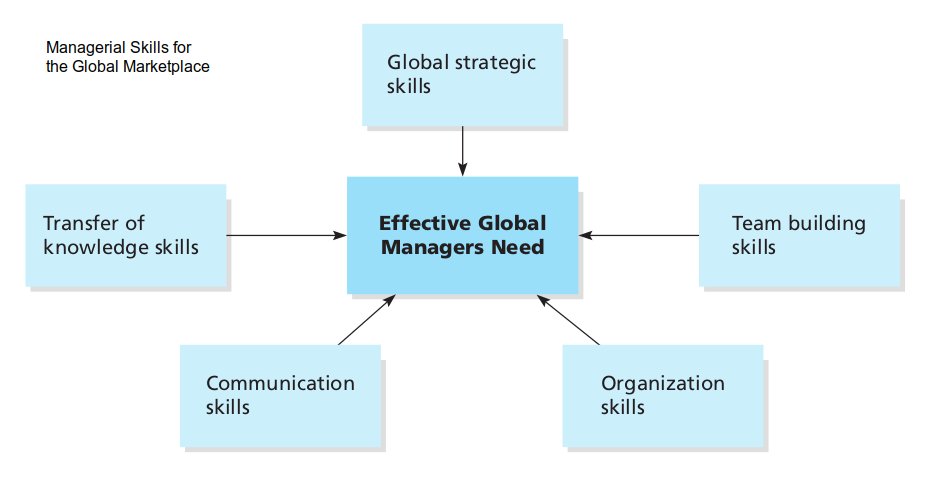 Managerial Skills for
the Global Marketplace
Global strategic
skills
Transfer of
knowledge skills
Effective Global
Managers Need
Team building
skills
Communication
skills
Organization
skills